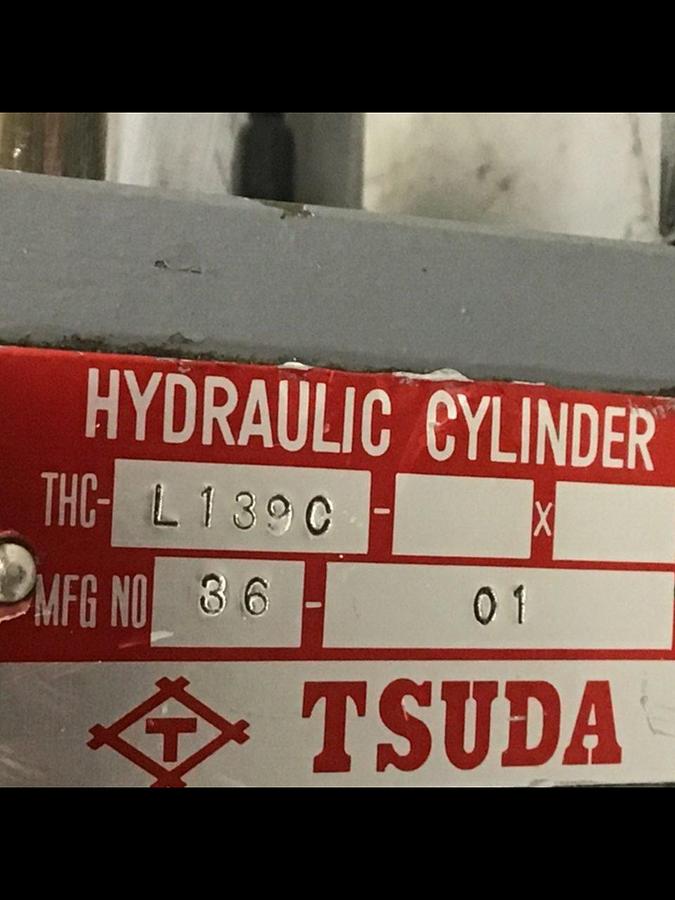 HYDRAULIC CYLINDER
THC- L139C - X
MFG NO 36 - 01
T TSUDA